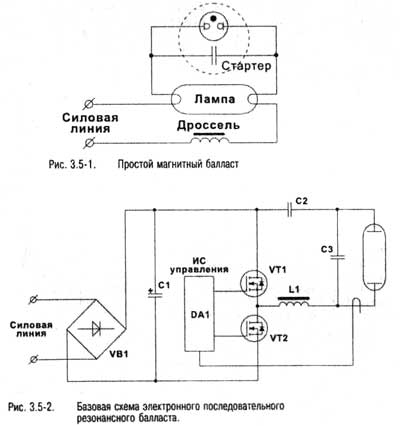 Стартер
Лампа
Силовая
линия
Дроссель
Рис. 3.5-1. Простой магнитный балласт
C2
ИС
управления
VT1
C3
C1
L1
DA1
Силовая
линия
VB1
VT2
Рис. 3.5-2. Базовая схема электронного последовательного
резонансного балласта.